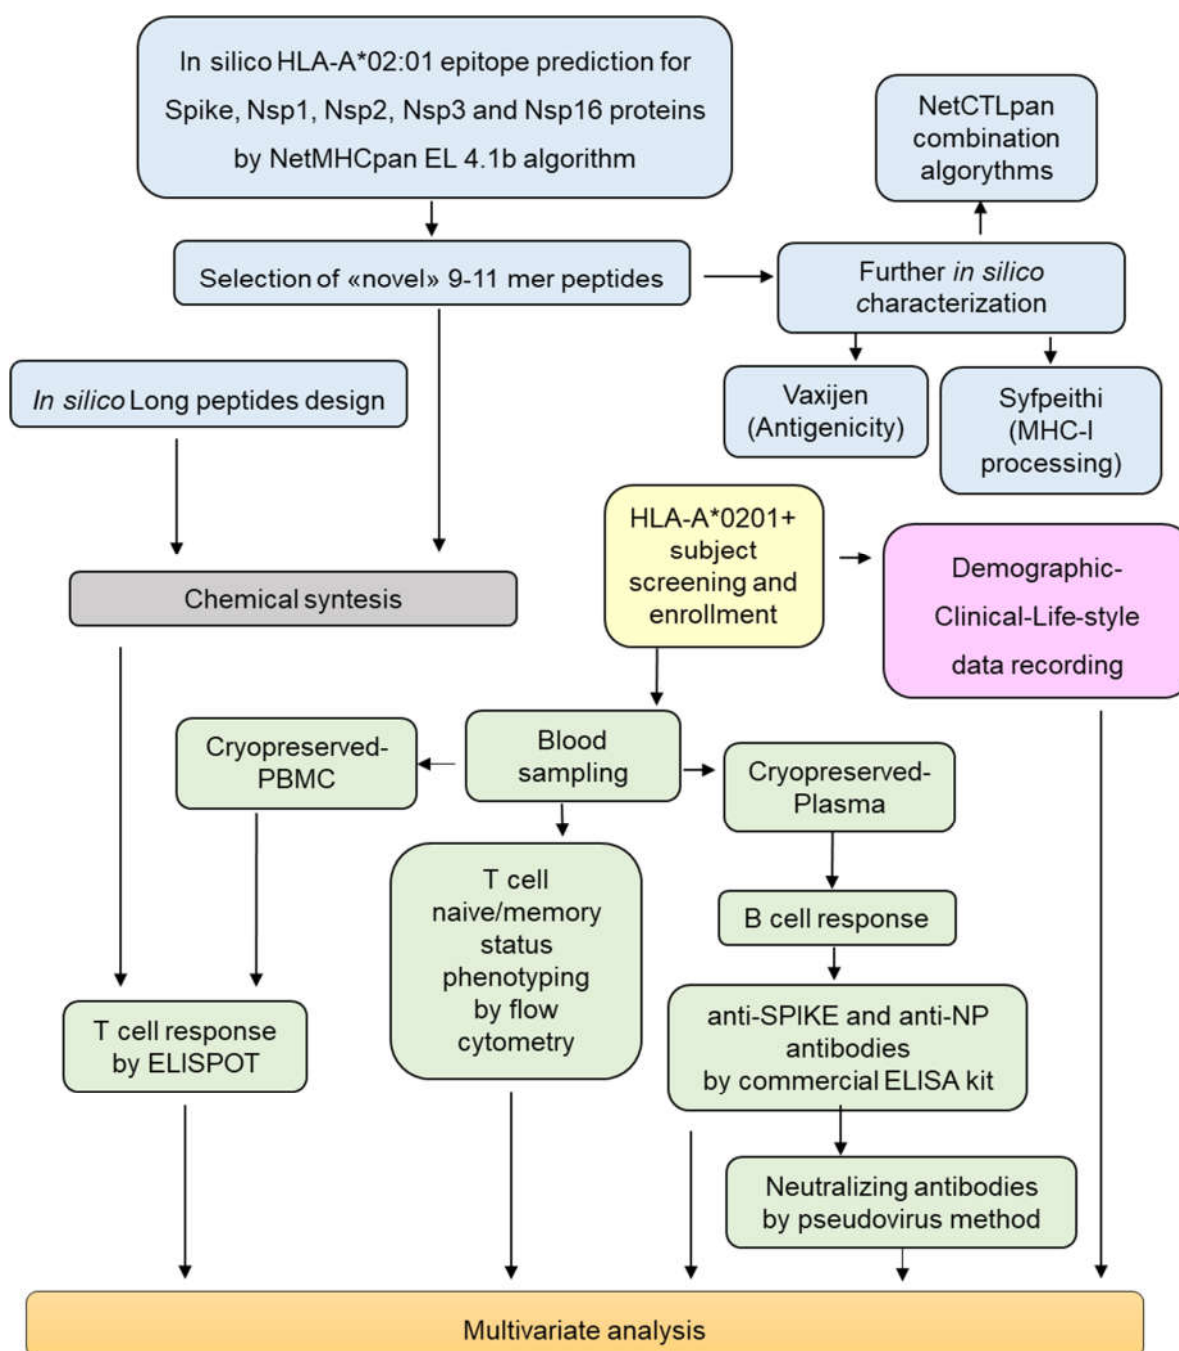 In silico HLA-A*02:01 epitope prediction for
Spike, Nsp1, Nsp2, Nsp3 and Nsp16 proteins
by NetMHCpan EL 4.1b algorithm
NetCTLpan
combination
algorythms
Selection of «novel» 9-11 mer peptides
Further in silico
characterization
In silico Long peptides design
Vaxijen
(Antigenicity)
Syfpeithi
(MHC-I
processing)
HLA-A*0201+
subject
screening and
enrollment
Demographic-
Clinical-Life-style
data recording
Chemical syntesis
Cryopreserved-
PBMC
Blood
sampling
Cryopreserved-
Plasma
T cell
naive/memory
status
phenotyping
by flow
cytometry
B cell response
T cell response
by ELISPOT
anti-SPIKE and anti-NP
antibodies
by commercial ELISA kit
Neutralizing antibodies
by pseudovirus method
Multivariate analysis